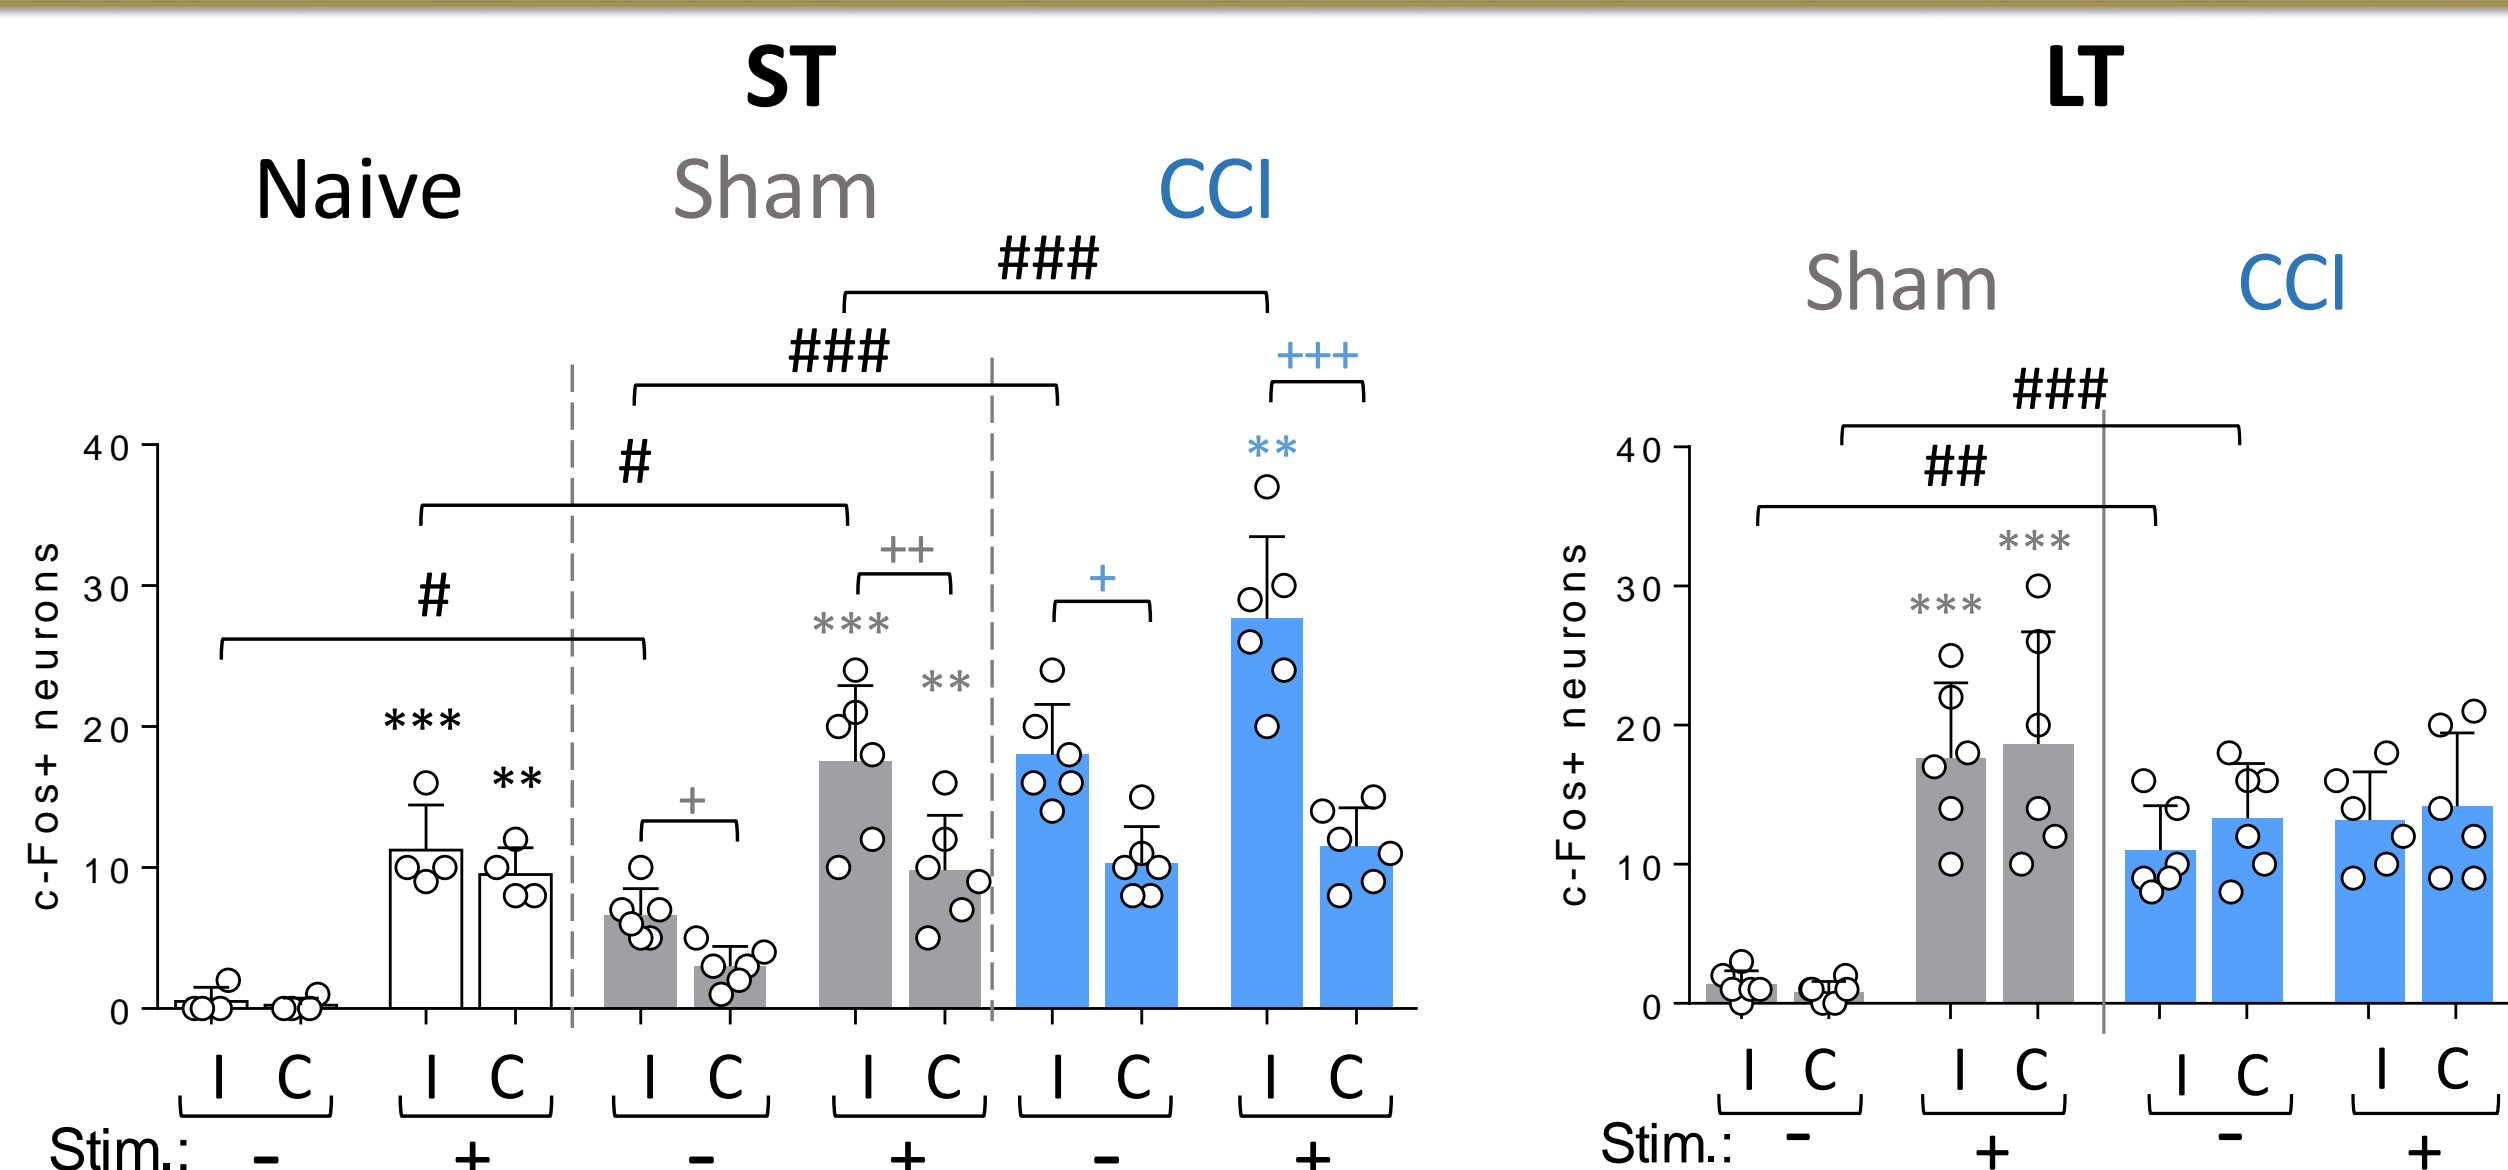 ST
LT
Naive Sham CCI
Sham CCI
###
###
+++
###
**
#
##
++
***
#
+
***
***
**
***
**
+
40
30
20
10
0
c-Fos+ neurons
I C I C I C I C I C I C
Stim.: - + - + - +
40
30
20
10
0
c-Fos+ neurons
I C I C I C I C
Stim.: - + - +